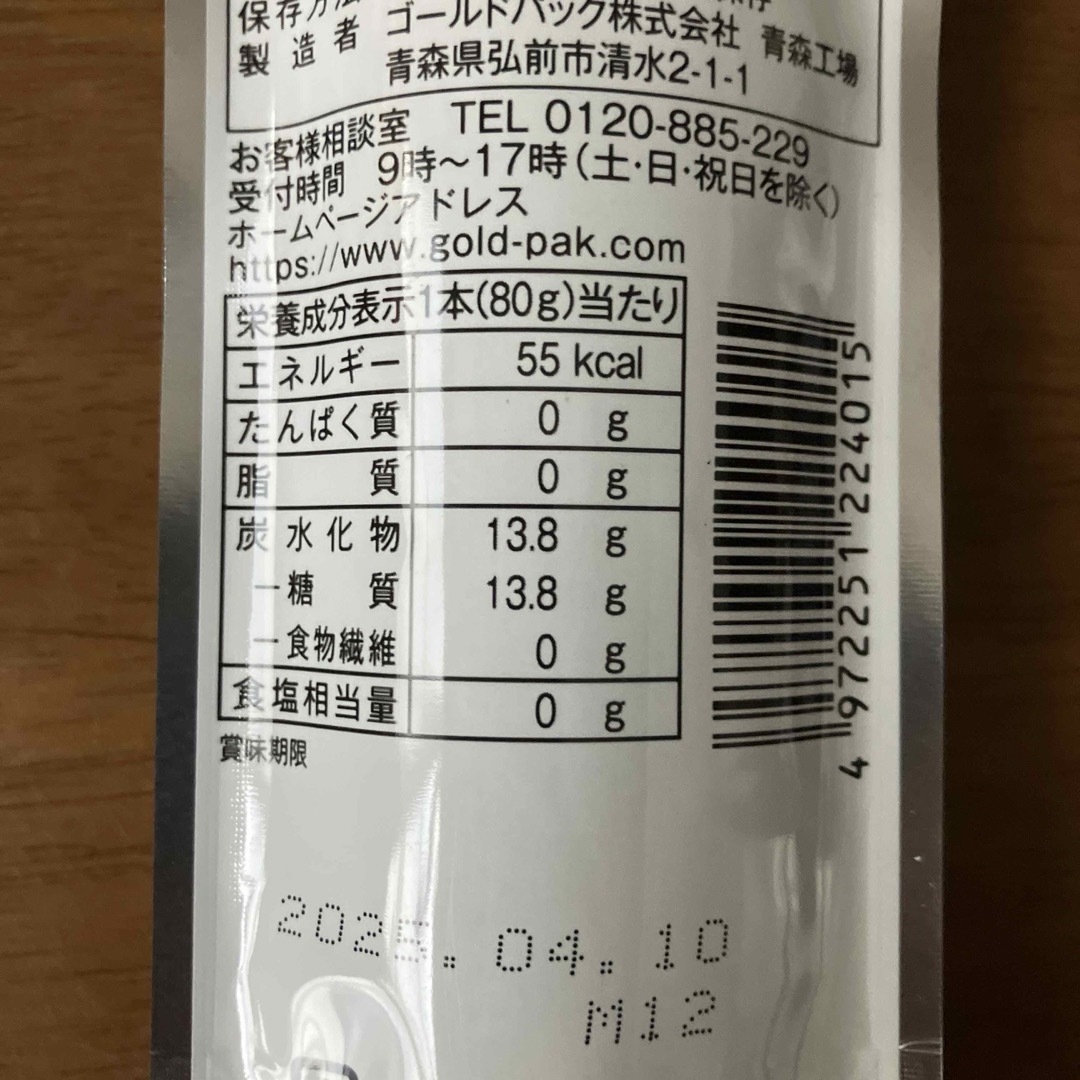 保存方法
製造者 ゴールドパック株式会社 青森工場
青森県弘前市清水2-1-1
お客様相談室 TEL 0120-885-229
受付時間 9時～17時(土・日・祝日を除く)
ホームページアドレス
https://www.gold-pak.com
栄養成分表示1本(80g)当たり
エネルギー 55 kcal
たんぱく質 0 g
脂質 0 g
炭水化物 13.8 g
ー糖質 13.8 g
ー食物繊維 0 g
食塩相当量 0 g
賞味期限
2025.04.10
M12
4 972251 224015